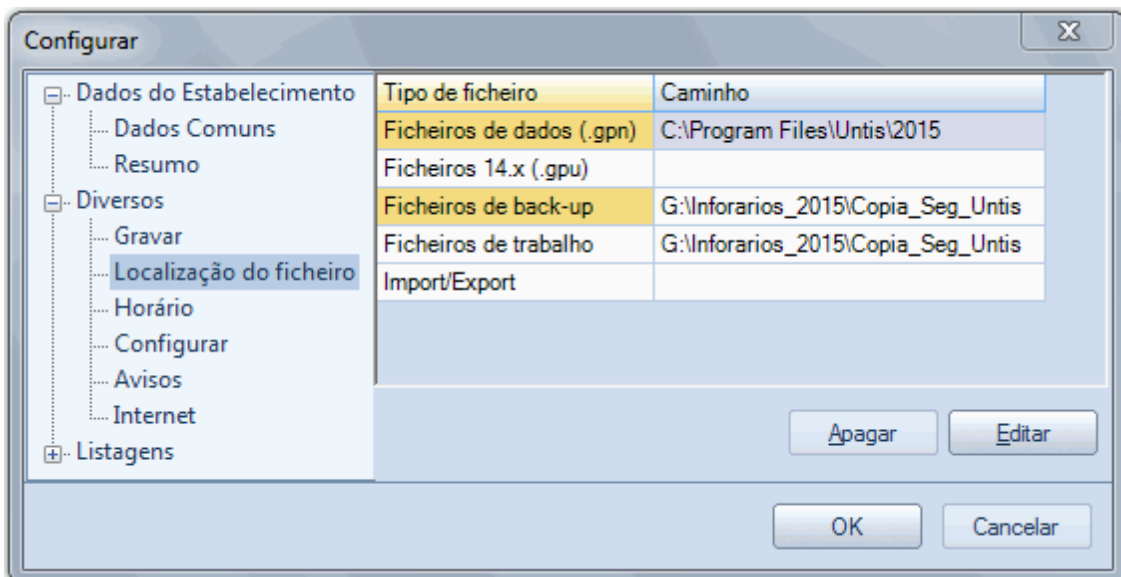 Configurar
Dados do Estabelecimento
Dados Comuns
Resumo
Diversos
Gravar
Localização do ficheiro
Horário
Configurar
Avisos
Internet
Listagens
Tipo de ficheiro Caminho
Ficheiros de dados (.gpn) C:\Program Files\Untis\2015
Ficheiros 14.x (.gpu)
Ficheiros de back-up G:\Inforarios_2015\Copia_Seg_Untis
Ficheiros de trabalho G:\Inforarios_2015\Copia_Seg_Untis
Import/Export
Apagar Editar
OK Cancelar